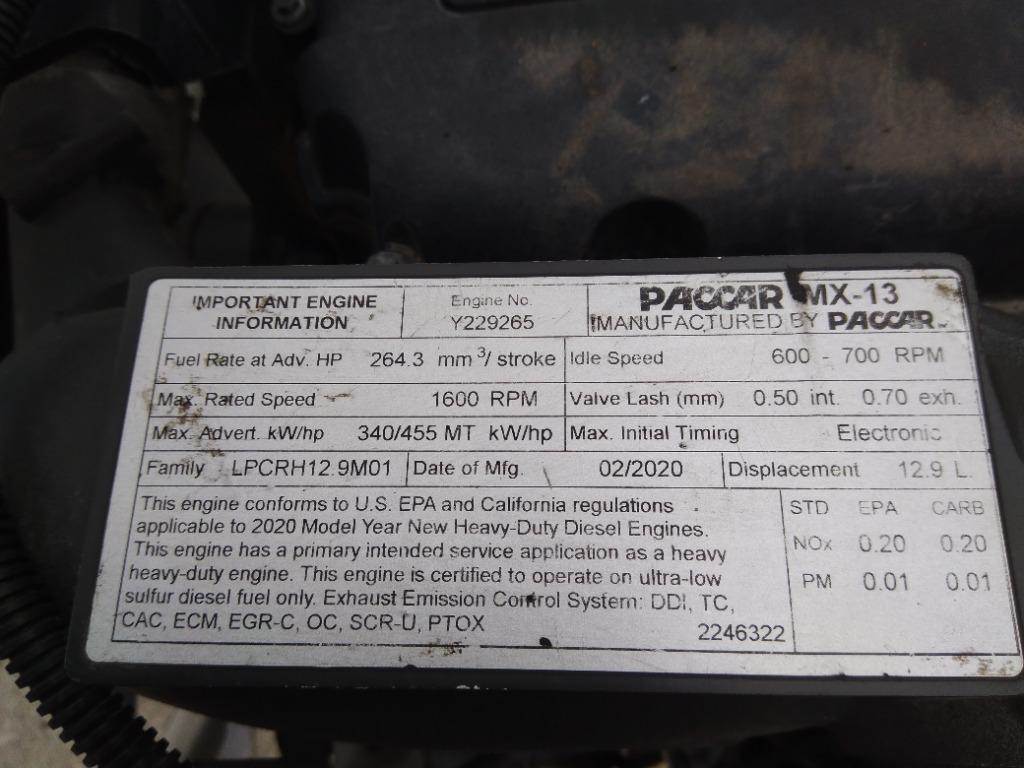 IMPORTANT ENGINE
INFORMATION
Engine No.
Y229265
PACCAR MX-13
MANUFACTURED BY PACCAR
Fuel Rate at Adv. HP 264.3 mm³/ stroke
Idle Speed 600 - 700 RPM
Max. Rated Speed 1600 RPM
Valve Lash (mm) 0.50 int. 0.70 exh.
Max. Advert. kW/hp 340/455 MT kW/hp
Max. Initial Timing Electronic
Family LPCRH12.9M01
Date of Mfg. 02/2020
Displacement 12.9 L.
This engine conforms to U.S. EPA and California regulations
applicable to 2020 Model Year New Heavy-Duty Diesel Engines.
This engine has a primary intended service application as a heavy
heavy-duty engine. This engine is certified to operate on ultra-low
sulfur diesel fuel only. Exhaust Emission Control System: DDI, TC,
CAC, ECM, EGR-C, OC, SCR-U, PTOX
2246322
STD EPA CARB
NOx 0.20 0.20
PM 0.01 0.01